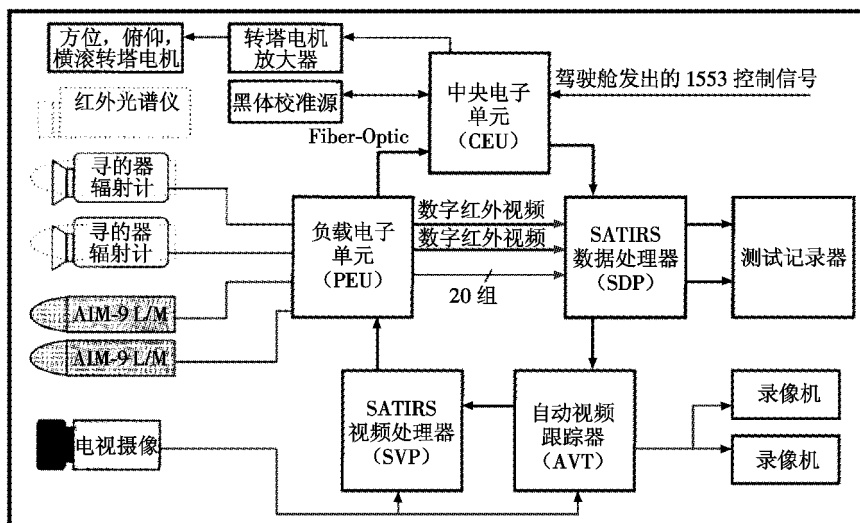 方位，俯仰，
横滚转塔电机
转塔电机
放大器
红外光谱仪
黑体校准源
中央电子
单元
（CEU）
驾驶舱发出的 1553 控制信号
Fiber-Optic
寻的器
辐射计
寻的器
辐射计
负载电子
单元
（PEU）
数字红外视频
数字红外视频
20 组
SATIRS
数据处理器
（SDP）
测试记录器
AIM-9 L/M
AIM-9 L/M
电视摄像
SATIRS
视频处理器
（SVP）
自动视频
跟踪器
（AVT）
录像机
录像机